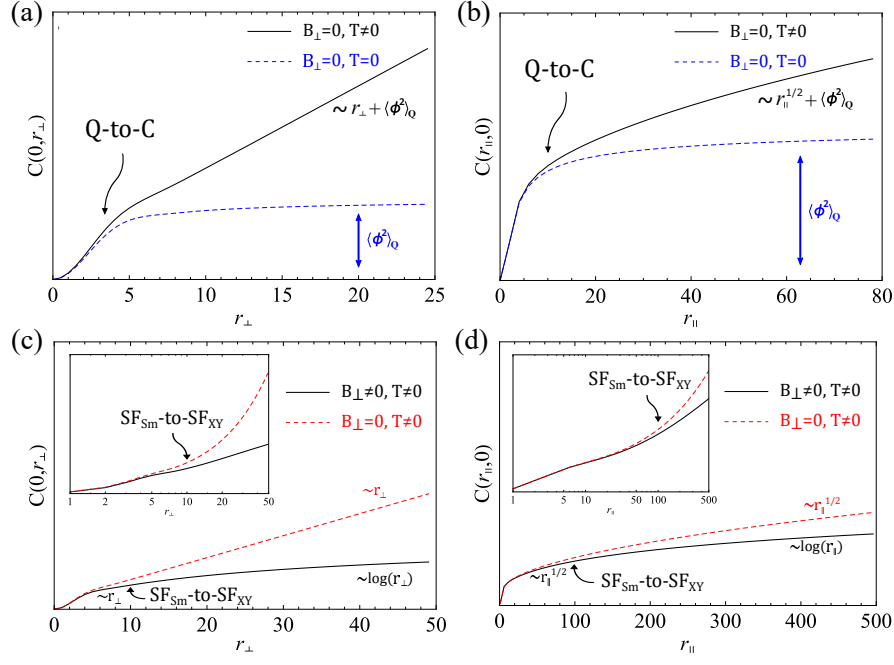 (a)
B⊥=0, T≠0
B⊥=0, T=0
Q-to-C
~ r⊥ + ⟨ϕ²⟩Q
⟨ϕ²⟩Q
C(0,r⊥)
0 5 10 15 20 25
r⊥
(b)
B⊥=0, T≠0
B⊥=0, T=0
Q-to-C
~ r∥^1/2 + ⟨ϕ²⟩Q
⟨ϕ²⟩Q
C(r∥,0)
0 20 40 60 80
r∥
(c)
B⊥≠0, T≠0
B⊥=0, T≠0
SFSm-to-SFXY
1 2 5 10 20 50
r⊥
~r⊥
~log(r⊥)
~r⊥
SFSm-to-SFXY
C(0,r⊥)
0 10 20 30 40 50
r⊥
(d)
B⊥≠0, T≠0
B⊥=0, T≠0
SFSm-to-SFXY
1 5 10 50 100 500
r∥
~r∥^1/2
~log(r∥)
~r∥^1/2
SFSm-to-SFXY
C(r∥,0)
0 100 200 300 400 500
r∥